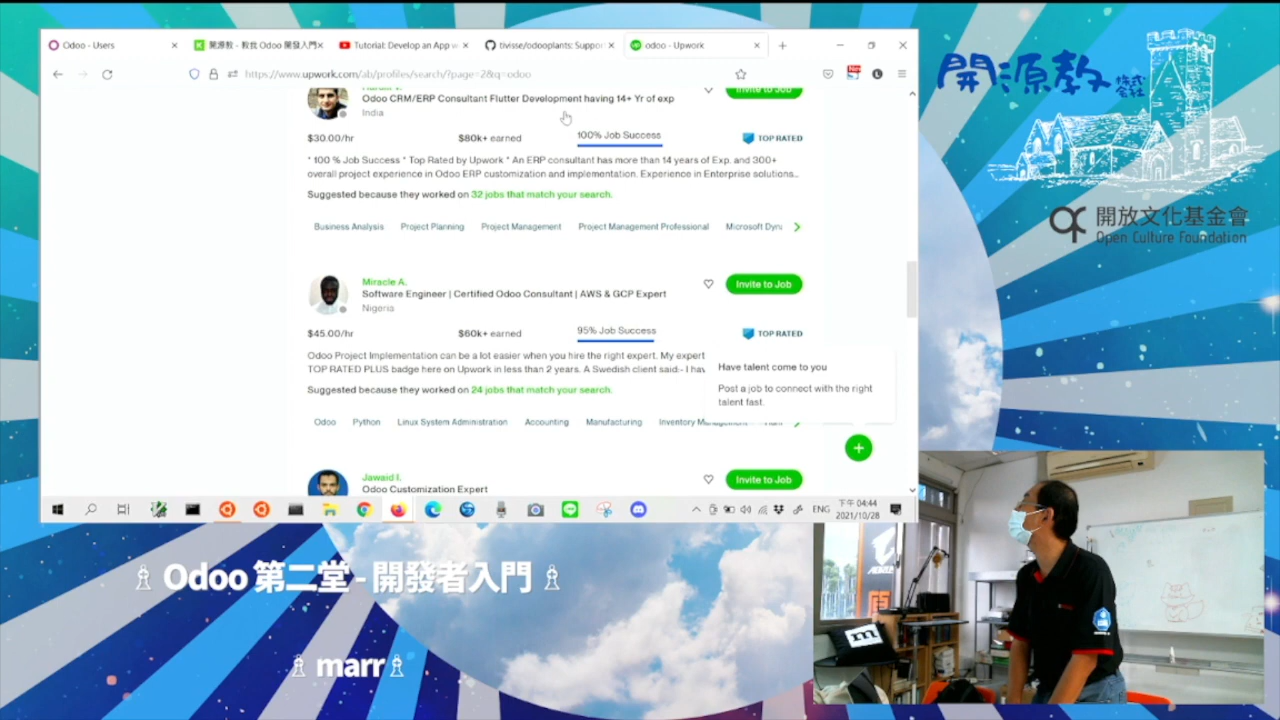 Odoo - Users
開源教 - 教我 Odoo 開發入門
Tutorial: Develop an App w
tivisse/odooplants: Suppor
odoo - Upwork
https://www.upwork.com/ab/profiles/search/?page=2&q=odoo
New
Invite to Job
Odoo CRM/ERP Consultant Flutter Development having 14+ Yr of exp
India
$30.00/hr
$80k+ earned
100% Job Success
TOP RATED
* 100 % Job Success * Top Rated by Upwork * An ERP consultant has more than 14 years of Exp. and 300+
overall project experience in Odoo ERP customization and implementation. Experience in Enterprise solutions...
Suggested because they worked on 32 jobs that match your search.
Business Analysis
Project Planning
Project Management
Project Management Professional
Microsoft Dyn
Miracle A.
Invite to Job
Software Engineer | Certified Odoo Consultant | AWS & GCP Expert
Nigeria
$45.00/hr
$60k+ earned
95% Job Success
TOP RATED
Odoo Project Implementation can be a lot easier when you hire the right expert. My expert
TOP RATED PLUS badge here on Upwork in less than 2 years. A Swedish client said:- I hav
Have talent come to you
Post a job to connect with the right
talent fast.
Suggested because they worked on 24 jobs that match your search.
Odoo
Python
Linux System Administration
Accounting
Manufacturing
Inventory Management
Jawaid I.
Invite to Job
Odoo Customization Expert
ENG
下午 04:44
2021/10/28
開源教 株式会社
開放文化基金會
Open Culture Foundation
Odoo 第二堂 - 開發者入門
marr
m